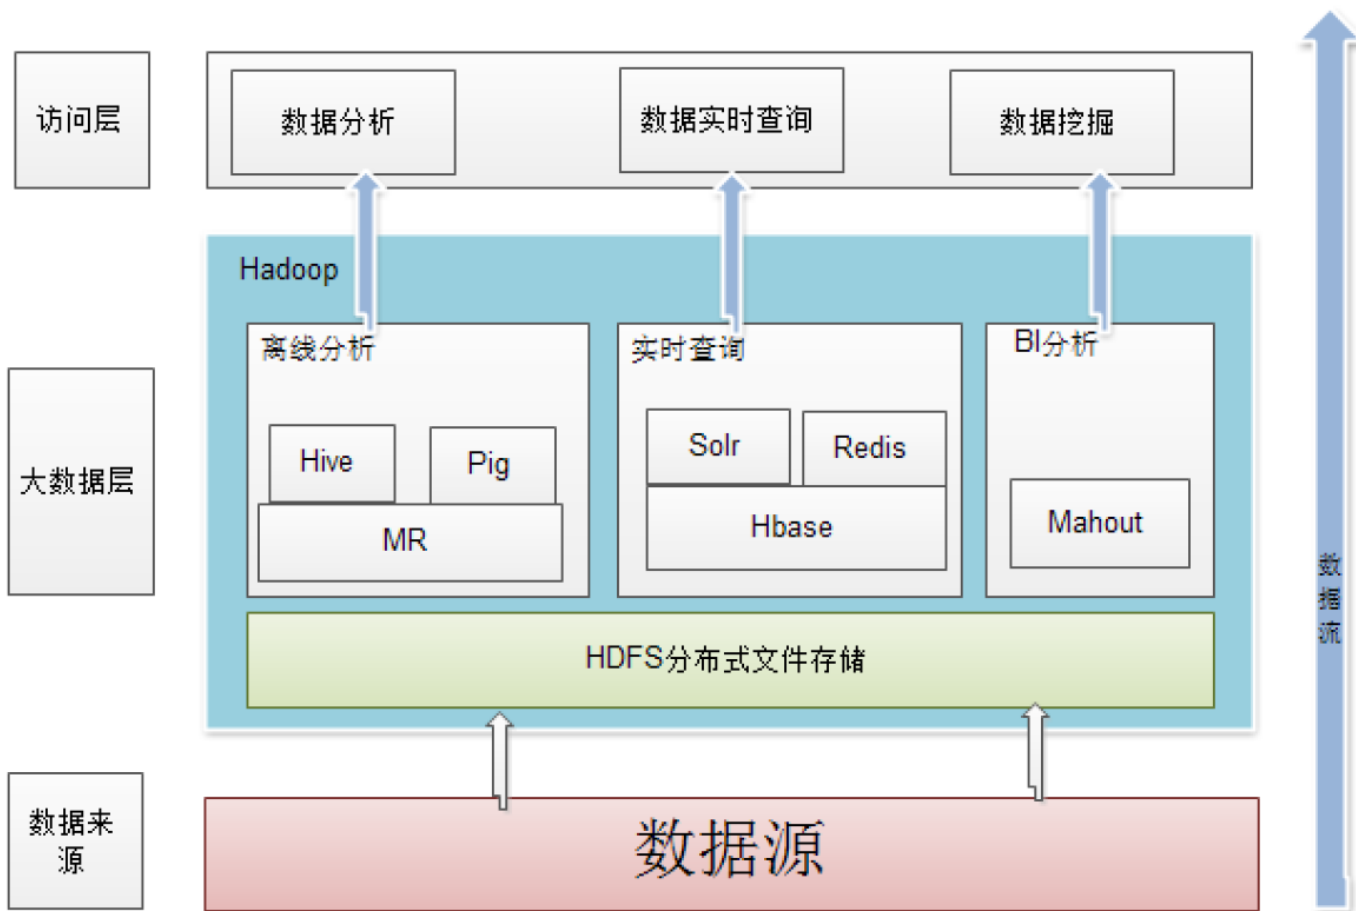 访问层
数据分析
数据实时查询
数据挖掘
Hadoop
离线分析
实时查询
BI分析
Hive
Pig
MR
Solr
Redis
Hbase
Mahout
大数据层
HDFS分布式文件存储
数据来
源
数据源
数
据
流